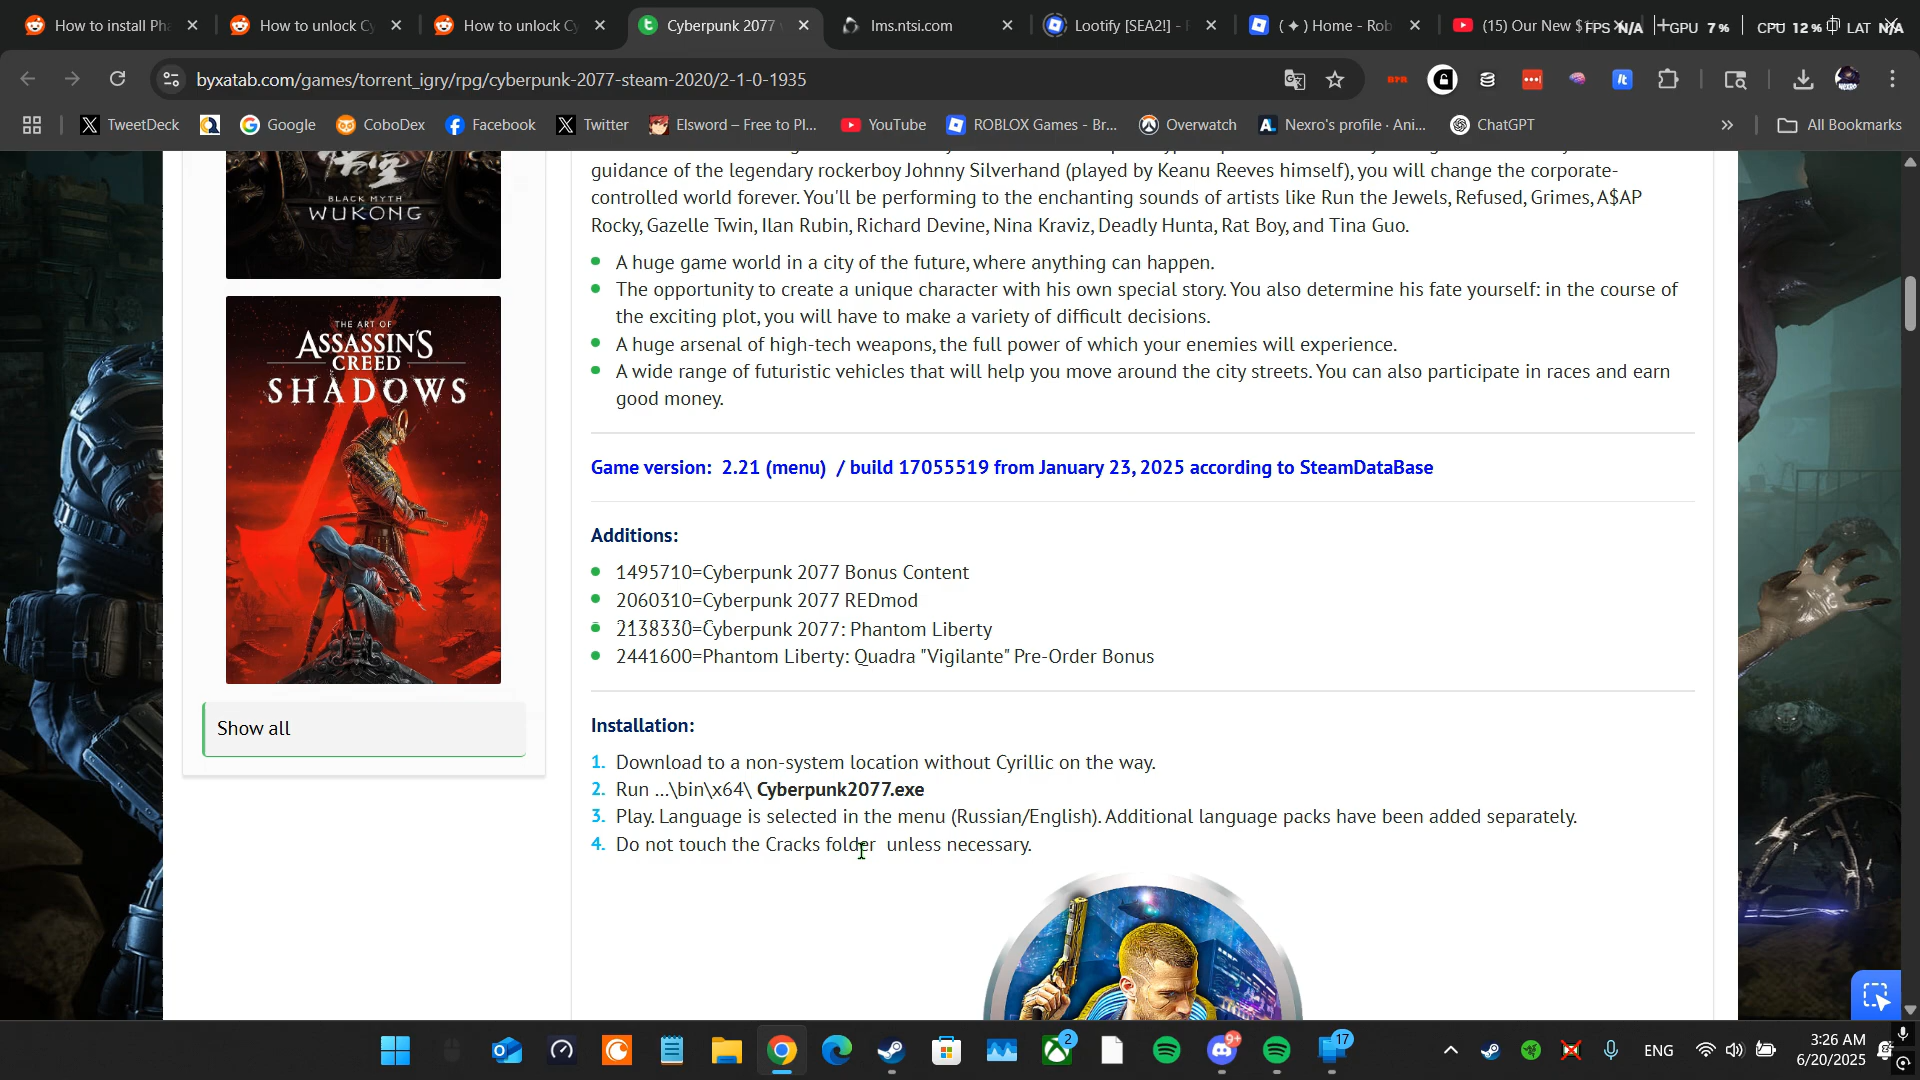 How to install Pha
How to unlock Cy
How to unlock Cy
Cyberpunk 2077
lms.ntsi.com
Lootify [SEA2!] -
( ✦ ) Home - Rob
(15) Our New $1
FPS N/A
GPU 7 %
CPU 12 %
LAT N/A
byxatab.com/games/torrent_igry/rpg/cyberpunk-2077-steam-2020/2-1-0-1935
TweetDeck
Google
CoboDex
Facebook
Twitter
Elsword – Free to Pl...
YouTube
ROBLOX Games - Br...
Overwatch
Nexro's profile · Ani...
ChatGPT
All Bookmarks
BLACK MYTH
WUKONG
THE ART OF
ASSASSIN'S
CREED
SHADOWS
Show all
guidance of the legendary rockerboy Johnny Silverhand (played by Keanu Reeves himself), you will change the corporate-
controlled world forever. You'll be performing to the enchanting sounds of artists like Run the Jewels, Refused, Grimes, A$AP
Rocky, Gazelle Twin, Ilan Rubin, Richard Devine, Nina Kraviz, Deadly Hunta, Rat Boy, and Tina Guo.
A huge game world in a city of the future, where anything can happen.
The opportunity to create a unique character with his own special story. You also determine his fate yourself: in the course of
the exciting plot, you will have to make a variety of difficult decisions.
A huge arsenal of high-tech weapons, the full power of which your enemies will experience.
A wide range of futuristic vehicles that will help you move around the city streets. You can also participate in races and earn
good money.
Game version: 2.21 (menu) / build 17055519 from January 23, 2025 according to SteamDataBase
Additions:
1495710=Cyberpunk 2077 Bonus Content
2060310=Cyberpunk 2077 REDmod
2138330=Cyberpunk 2077: Phantom Liberty
2441600=Phantom Liberty: Quadra "Vigilante" Pre-Order Bonus
Installation:
1. Download to a non-system location without Cyrillic on the way.
2. Run ...\bin\x64\ Cyberpunk2077.exe
3. Play. Language is selected in the menu (Russian/English). Additional language packs have been added separately.
4. Do not touch the Cracks folder unless necessary.
2
9+
17
ENG
3:26 AM
6/20/2025